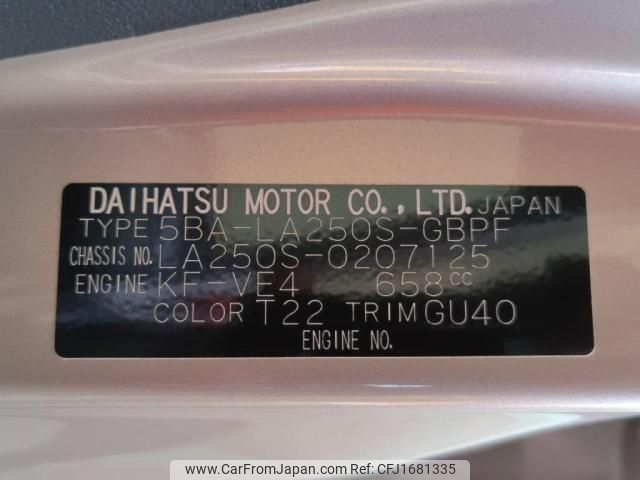 DAIHATSU MOTOR CO., LTD. JAPAN
TYPE 5BA-LA250S-GBPF
CHASSIS NO. LA250S-0207125
ENGINE KF-VE4 658cc
COLOR T22 TRIM GU40
ENGINE NO.
www.CarFromJapan.com - CFJ1681335